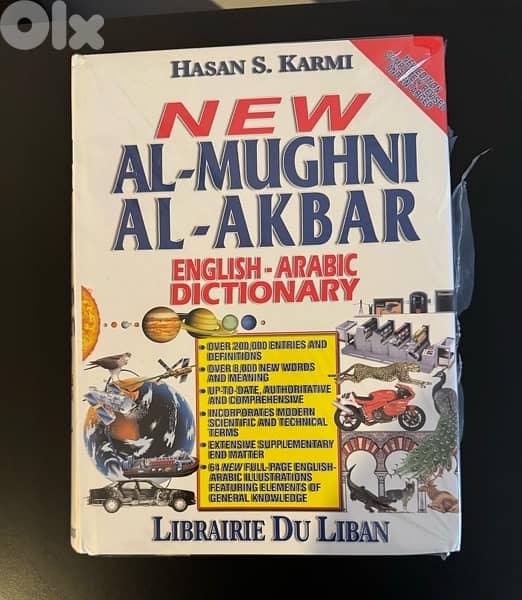 OLX
HASAN S. KARMI
NEW
AL-MUGHNI
AL-AKBAR
ENGLISH-ARABIC
DICTIONARY
• OVER 200,000 ENTRIES AND
DEFINITIONS
• OVER 8,000 NEW WORDS
AND MEANING
• UP-TO-DATE, AUTHORITATIVE
AND COMPREHENSIVE
• INCORPORATES MODERN
SCIENTIFIC AND TECHNICAL
TERMS
• EXTENSIVE SUPPLEMENTARY
END MATTER
• 64 NEW FULL-PAGE ENGLISH-
ARABIC ILLUSTRATIONS
FEATURING ELEMENTS OF
GENERAL KNOWLEDGE
LIBRAIRIE DU LIBAN